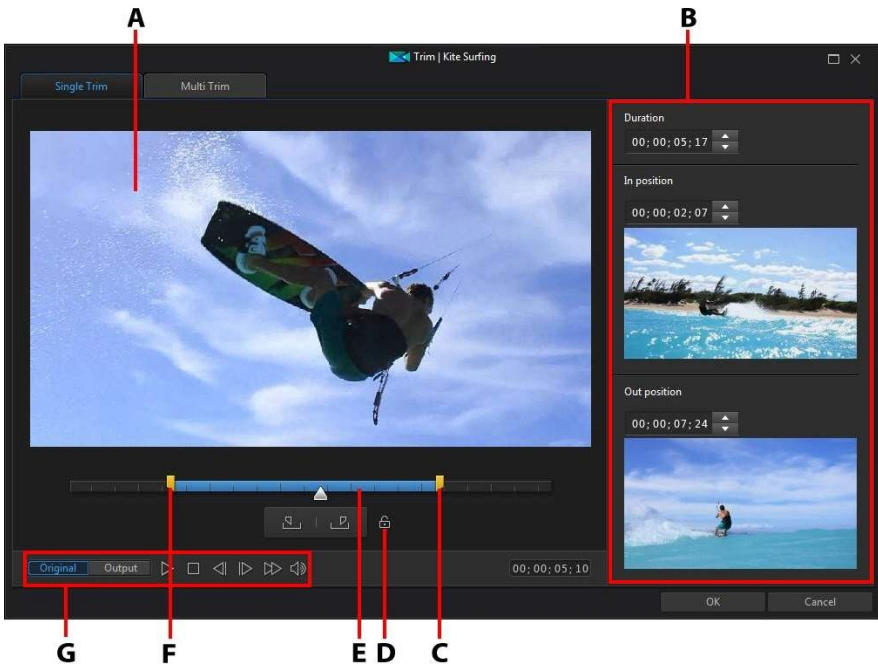 A
B
Trim | Kite Surfing
Single Trim
Multi Trim
Duration
00; 00; 05; 17
In position
00; 00; 02; 07
Out position
00; 00; 07; 24
Original
Output
00; 00; 05; 10
OK
Cancel
G
F
E
D
C